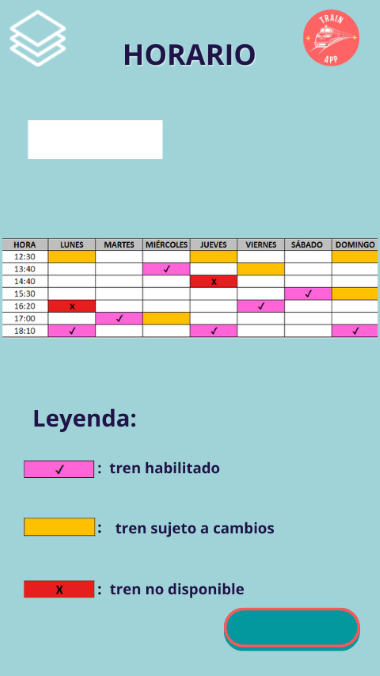 TRAIN
APP
HORARIO
HORA LUNES MARTES MIÉRCOLES JUEVES VIERNES SÁBADO DOMINGO
12:30
13:40 ✓
14:40 X
15:30 ✓
16:20 X ✓
17:00 ✓
18:10 ✓ ✓ ✓
Leyenda:
✓ : tren habilitado
: tren sujeto a cambios
X : tren no disponible